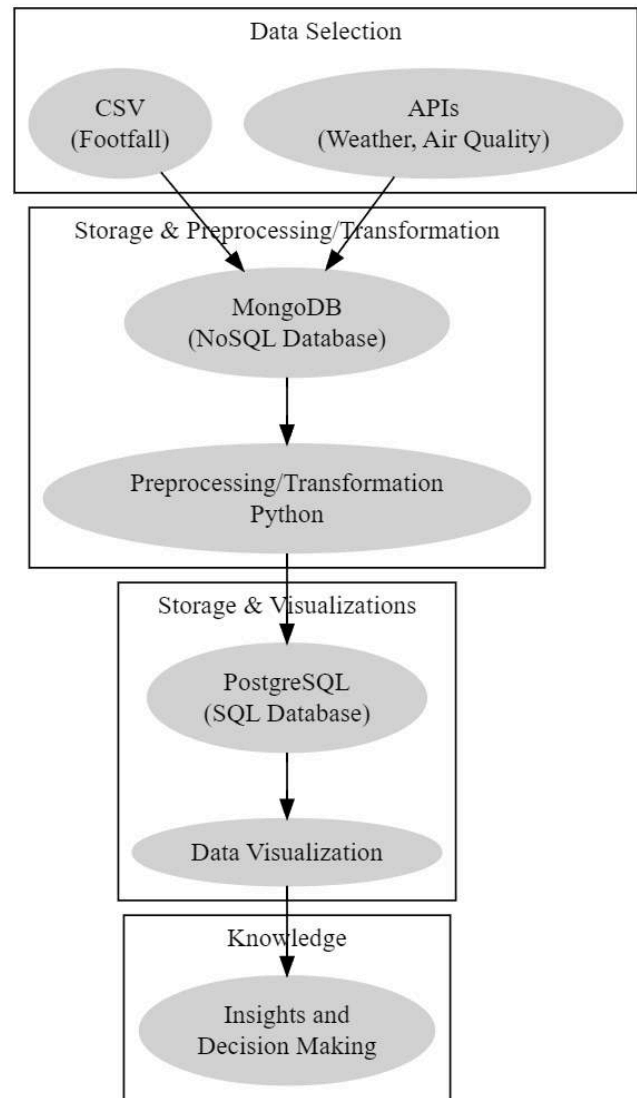 Data Selection
CSV
(Footfall)
APIs
(Weather, Air Quality)
Storage & Preprocessing/Transformation
MongoDB
(NoSQL Database)
Preprocessing/Transformation
Python
Storage & Visualizations
PostgreSQL
(SQL Database)
Data Visualization
Knowledge
Insights and
Decision Making